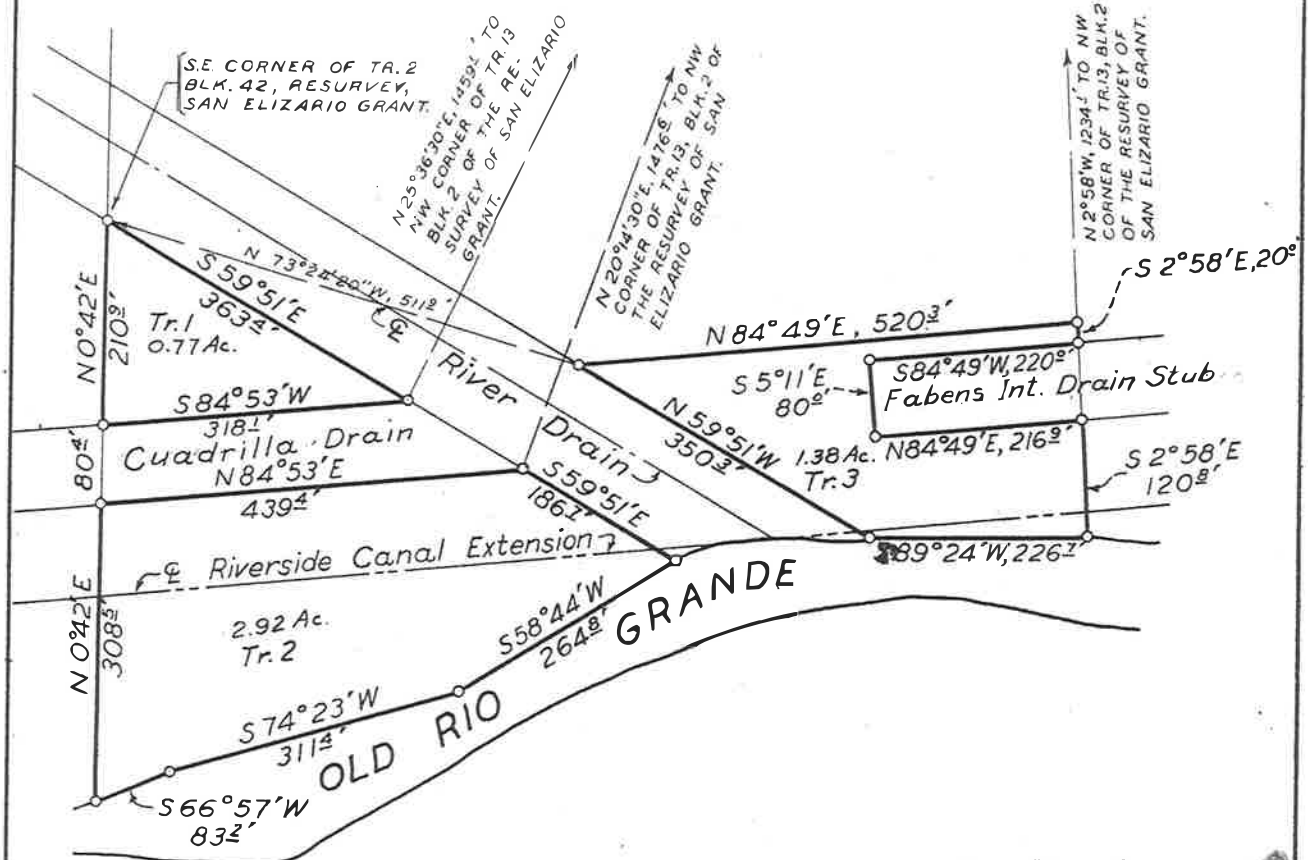 S.E. CORNER OF TR. 2
BLK. 42, RESURVEY,
SAN ELIZARIO GRANT.
N 25°36'30"E, 1459.1' TO
NW CORNER OF TR. 13
BLK. 2 OF THE RE-
SURVEY OF SAN ELIZARIO
GRANT.
N 20°14'30"E, 1476.6' TO NW
CORNER OF TR. 13, BLK. 2 OF
THE RESURVEY OF SAN
ELIZARIO GRANT.
N 2°58'W, 1234.1' TO NW
CORNER OF TR. 13, BLK. 2
OF THE RESURVEY OF
SAN ELIZARIO GRANT.
S 2°58'E, 20.0'
N 73°24' W, 511.9'
N 0°42'E
210.9'
S 59°51'E
363.4'
Tr. 1
0.77 Ac.
℄
River Drain
N 84°49'E, 520.3'
S 84°49'W, 220.0'
S 5°11'E
80.0'
Fabens Int. Drain Stub
N 84°49'E, 216.9'
N 59°51'W
350.3'
1.38 Ac.
Tr. 3
S 2°58'E
120.8'
89°24'W, 226.7'
S 84°53'W
318.1'
80.4'
Cuadrilla Drain
N 84°53'E
439.4'
S 59°51'E
186.7'
℄ Riverside Canal Extension
N 0°42'E
308.5'
2.92 Ac.
Tr. 2
S 58°44'W
264.8'
S 74°23'W
311.4'
S 66°57'W
83.2'
OLD RIO GRANDE